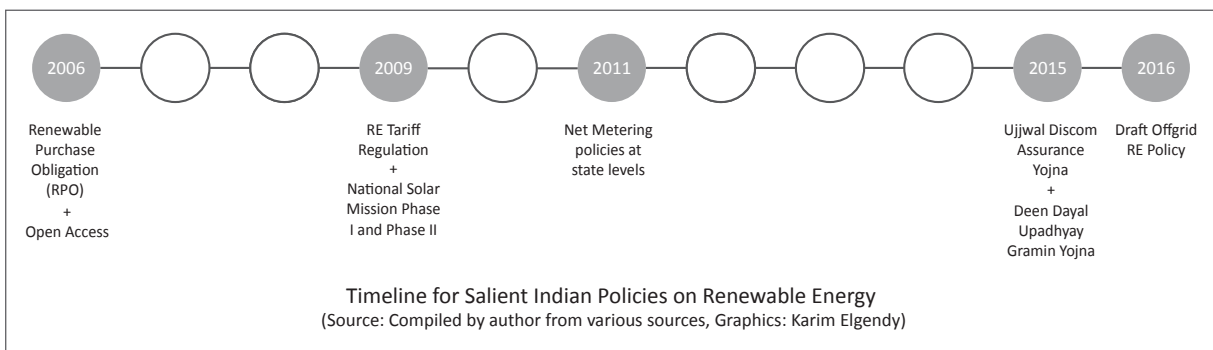 2006
2009
2011
2015
2016
Renewable
Purchase
Obligation
(RPO)
+
Open Access
RE Tariff
Regulation
+
National Solar
Mission Phase
I and Phase II
Net Metering
policies at
state levels
Ujjwal Discom
Assurance
Yojna
+
Deen Dayal
Upadhyay
Gramin Yojna
Draft Offgrid
RE Policy
Timeline for Salient Indian Policies on Renewable Energy
(Source: Compiled by author from various sources, Graphics: Karim Elgendy)